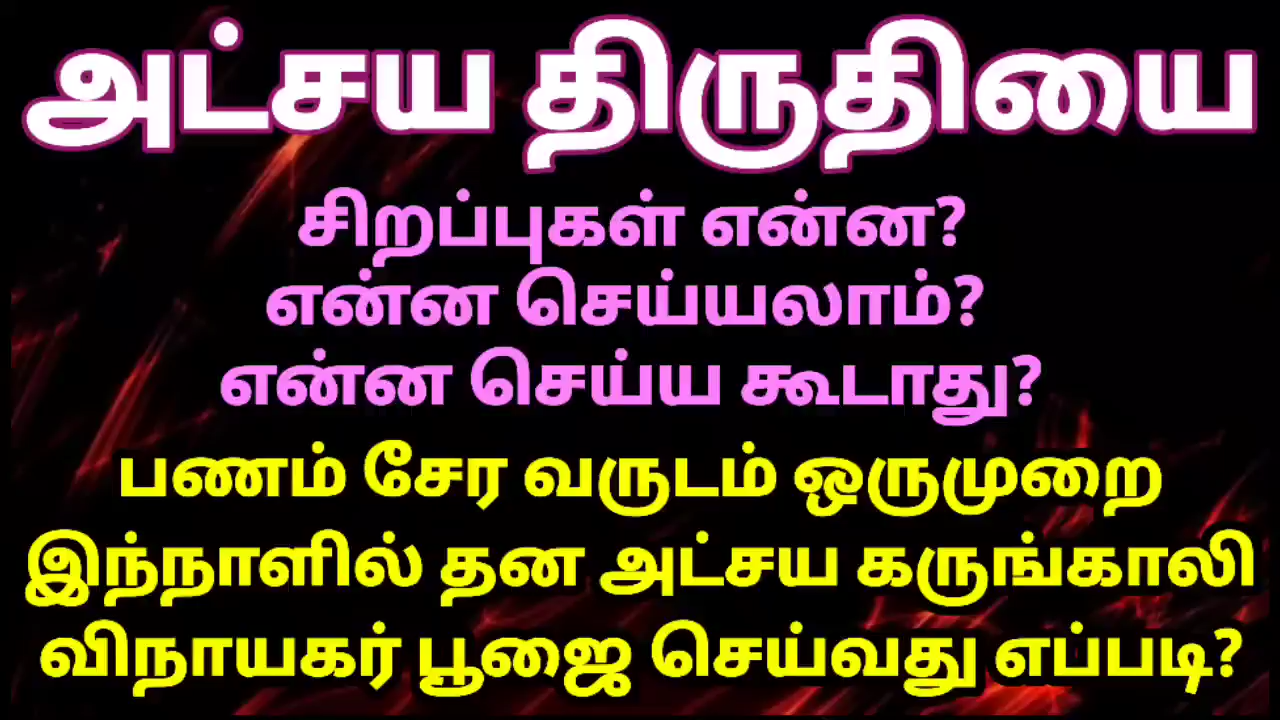 அட்சய திருதியை
சிறப்புகள் என்ன?
என்ன செய்யலாம்?
என்ன செய்ய கூடாது?
பணம் சேர வருடம் ஒருமுறை
இந்நாளில் தன அட்சய கருங்காலி
விநாயகர் பூஜை செய்வது எப்படி?